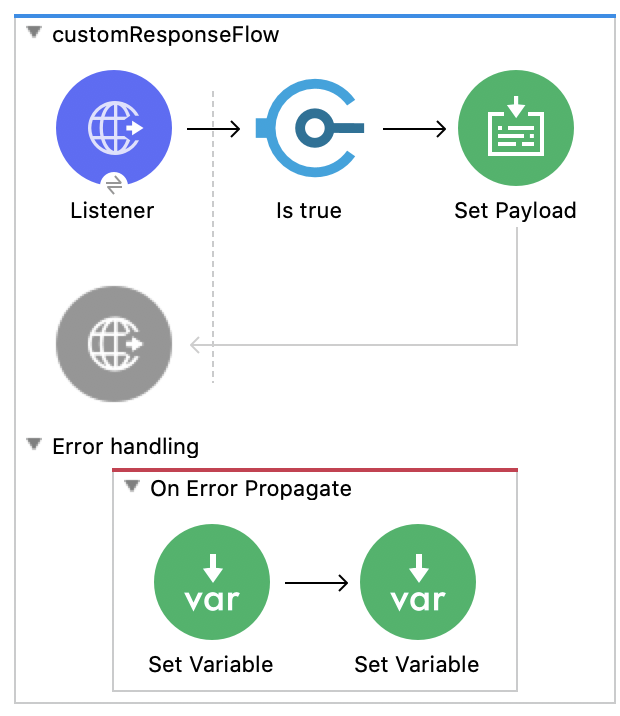 customResponseFlow
Listener
Is true
Set Payload
Error handling
On Error Propagate
var
var
Set Variable
Set Variable